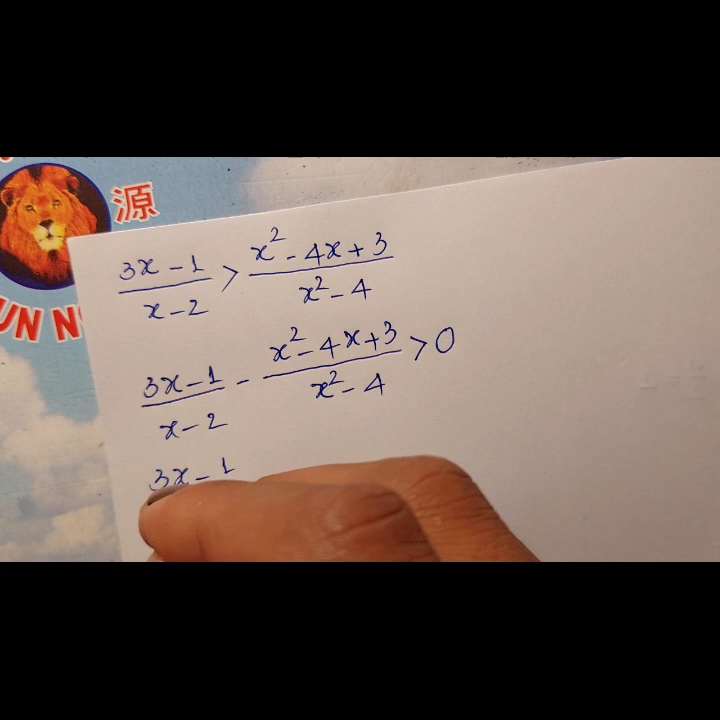 源
UN N
3x - 1 / x - 2 > x² - 4x + 3 / x² - 4
3x - 1 / x - 2 - x² - 4x + 3 / x² - 4 > 0
3x - 1